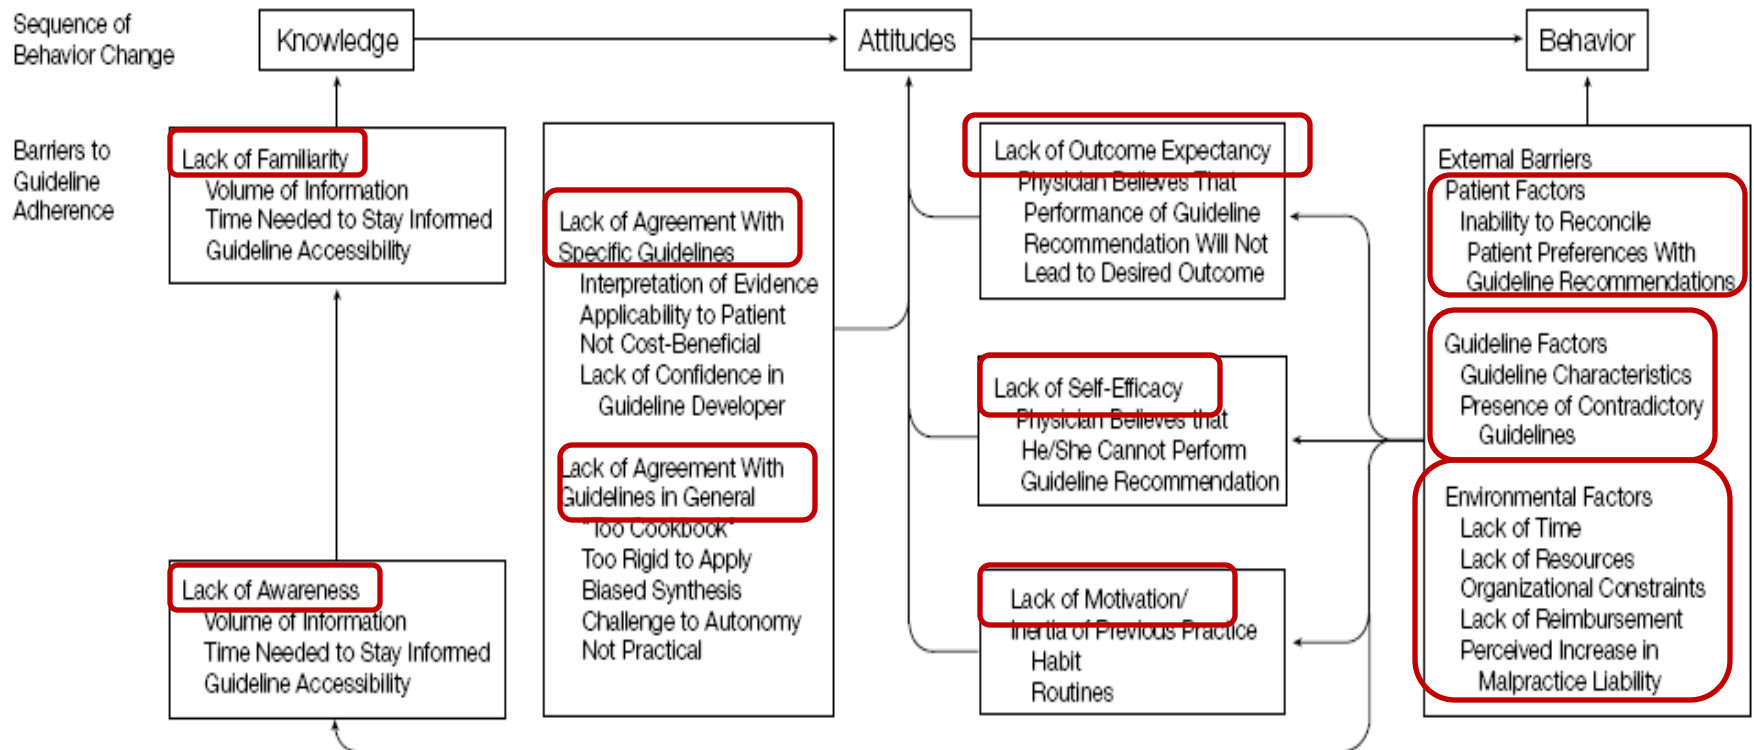 Sequence of
Behavior Change
Knowledge
Attitudes
Behavior
Barriers to
Guideline
Adherence
Lack of Familiarity
Volume of Information
Time Needed to Stay Informed
Guideline Accessibility
Lack of Awareness
Volume of Information
Time Needed to Stay Informed
Guideline Accessibility
Lack of Agreement With
Specific Guidelines
Interpretation of Evidence
Applicability to Patient
Not Cost-Beneficial
Lack of Confidence in
Guideline Developer
Lack of Agreement With
Guidelines in General
"Too Cookbook"
Too Rigid to Apply
Biased Synthesis
Challenge to Autonomy
Not Practical
Lack of Outcome Expectancy
Physician Believes That
Performance of Guideline
Recommendation Will Not
Lead to Desired Outcome
Lack of Self-Efficacy
Physician Believes that
He/She Cannot Perform
Guideline Recommendation
Lack of Motivation/
Inertia of Previous Practice
Habit
Routines
External Barriers
Patient Factors
Inability to Reconcile
Patient Preferences With
Guideline Recommendations
Guideline Factors
Guideline Characteristics
Presence of Contradictory
Guidelines
Environmental Factors
Lack of Time
Lack of Resources
Organizational Constraints
Lack of Reimbursement
Perceived Increase in
Malpractice Liability